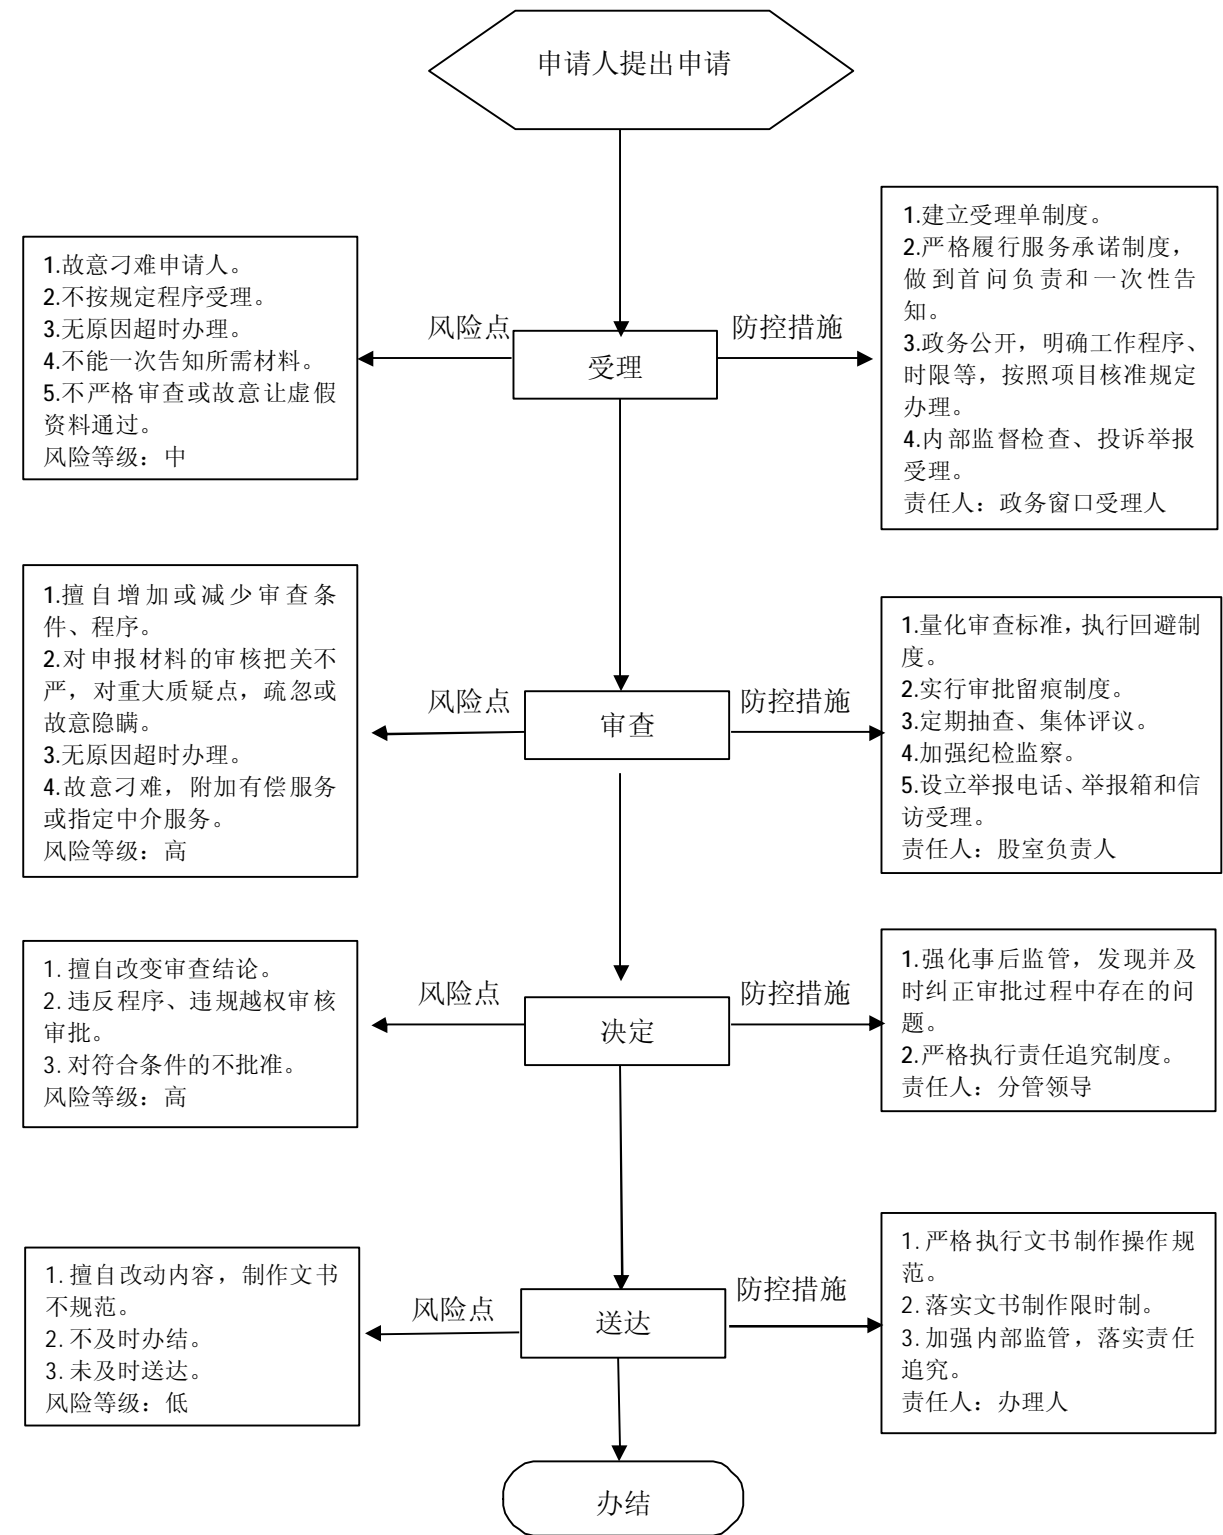 申请人提出申请
1.故意刁难申请人。
2.不按规定程序受理。
3.无原因超时办理。
4.不能一次告知所需材料。
5.不严格审查或故意让虚假
资料通过。
风险等级：中
风险点
受理
防控措施
1.建立受理单制度。
2.严格履行服务承诺制度，
做到首问负责和一次性告
知。
3.政务公开，明确工作程序、
时限等，按照项目核准规定
办理。
4.内部监督检查、投诉举报
受理。
责任人：政务窗口受理人
1.擅自增加或减少审查条
件、程序。
2.对申报材料的审核把关不
严，对重大质疑点，疏忽或
故意隐瞒。
3.无原因超时办理。
4.故意刁难，附加有偿服务
或指定中介服务。
风险等级：高
风险点
审查
防控措施
1.量化审查标准，执行回避制
度。
2.实行审批留痕制度。
3.定期抽查、集体评议。
4.加强纪检监察。
5.设立举报电话、举报箱和信
访受理。
责任人：股室负责人
1. 擅自改变审查结论。
2. 违反程序、违规越权审核
审批。
3. 对符合条件的不批准。
风险等级：高
风险点
决定
防控措施
1.强化事后监管，发现并及
时纠正审批过程中存在的问
题。
2.严格执行责任追究制度。
责任人：分管领导
1. 擅自改动内容，制作文书
不规范。
2. 不及时办结。
3. 未及时送达。
风险等级：低
风险点
送达
防控措施
1. 严格执行文书制作操作规
范。
2. 落实文书制作限时制。
3. 加强内部监管，落实责任
追究。
责任人：办理人
办结